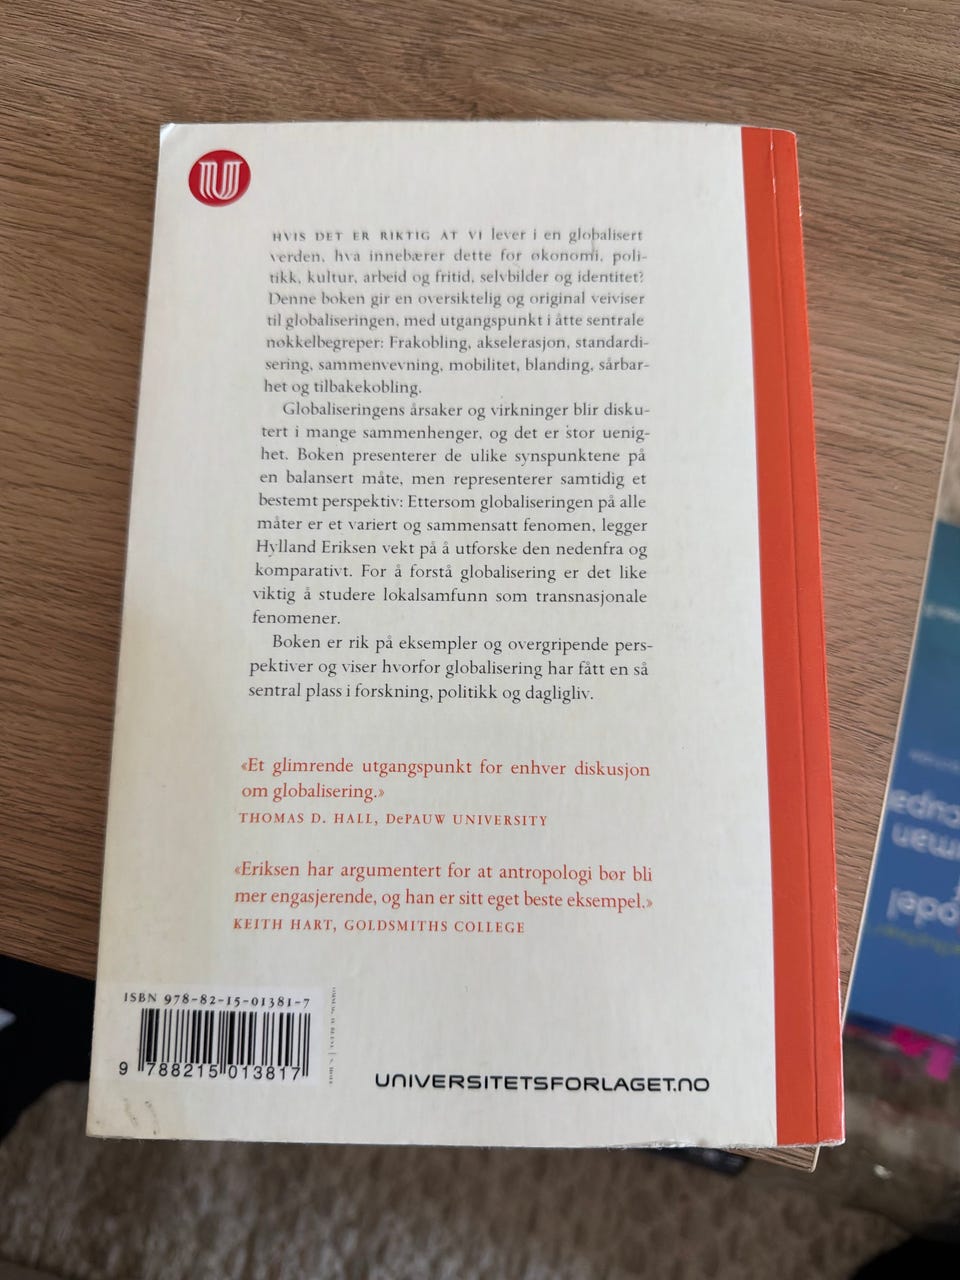 U
HVIS DET ER RIKTIG AT VI lever i en globalisert
verden, hva innebærer dette for økonomi, poli-
tikk, kultur, arbeid og fritid, selvbilder og identitet?
Denne boken gir en oversiktelig og original veiviser
til globaliseringen, med utgangspunkt i åtte sentrale
nøkkelbegreper: Frakobling, akselerasjon, standardi-
sering, sammenvevning, mobilitet, blanding, sårbar-
het og tilbakekobling.
Globaliseringens årsaker og virkninger blir disku-
tert i mange sammenhenger, og det er stor uenig-
het. Boken presenterer de ulike synspunktene på
en balansert måte, men representerer samtidig et
bestemt perspektiv: Ettersom globaliseringen på alle
måter er et variert og sammensatt fenomen, legger
Hylland Eriksen vekt på å utforske den nedenfra og
komparativt. For å forstå globalisering er det like
viktig å studere lokalsamfunn som transnasjonale
fenomener.
Boken er rik på eksempler og overgripende pers-
pektiver og viser hvorfor globalisering har fått en så
sentral plass i forskning, politikk og dagligliv.
«Et glimrende utgangspunkt for enhver diskusjon
om globalisering.»
THOMAS D. HALL, DePAUW UNIVERSITY
«Eriksen har argumentert for at antropologi bør bli
mer engasjerende, og han er sitt eget beste eksempel.»
KEITH HART, GOLDSMITHS COLLEGE
ISBN 978-82-15-01381-7
9 788215 013817
UNIVERSITETSFORLAGET.NO